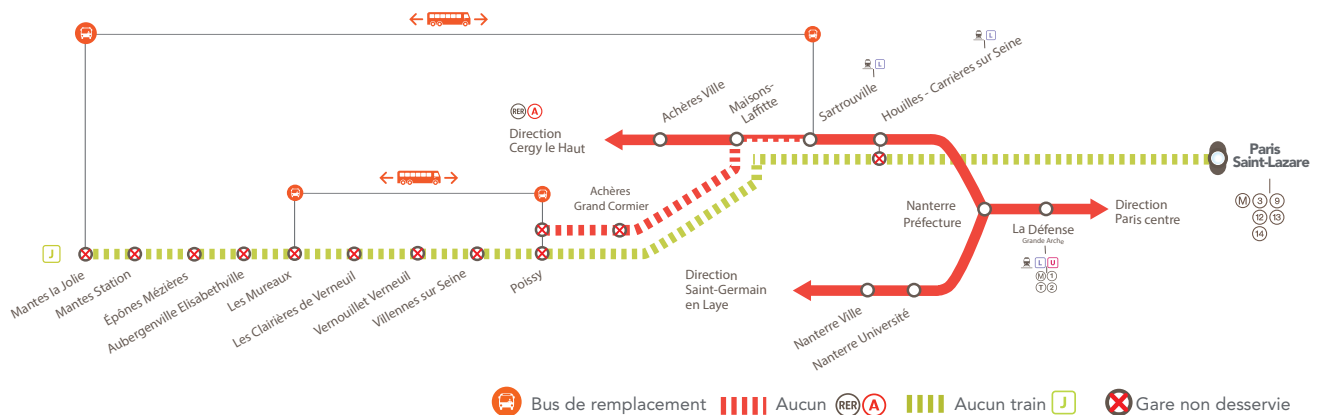 L
L
Achères Ville
Maisons-
Laffitte
Sartrouville
Houilles - Carrières sur Seine
RER A
Direction
Cergy le Haut
Paris
Saint-Lazare
M 3 9
12 13
14
Achères
Grand Cormier
Nanterre
Préfecture
La Défense
Grande Arche
L U
M 1
T 2
Direction
Paris centre
J
Mantes la Jolie
Mantes Station
Épônes Mézières
Aubergenville Elisabethville
Les Mureaux
Les Clairières de Verneuil
Vernouillet Verneuil
Villennes sur Seine
Poissy
Direction
Saint-Germain
en Laye
Nanterre Ville
Nanterre Université
Bus de remplacement
Aucun RER A
Aucun train J
Gare non desservie